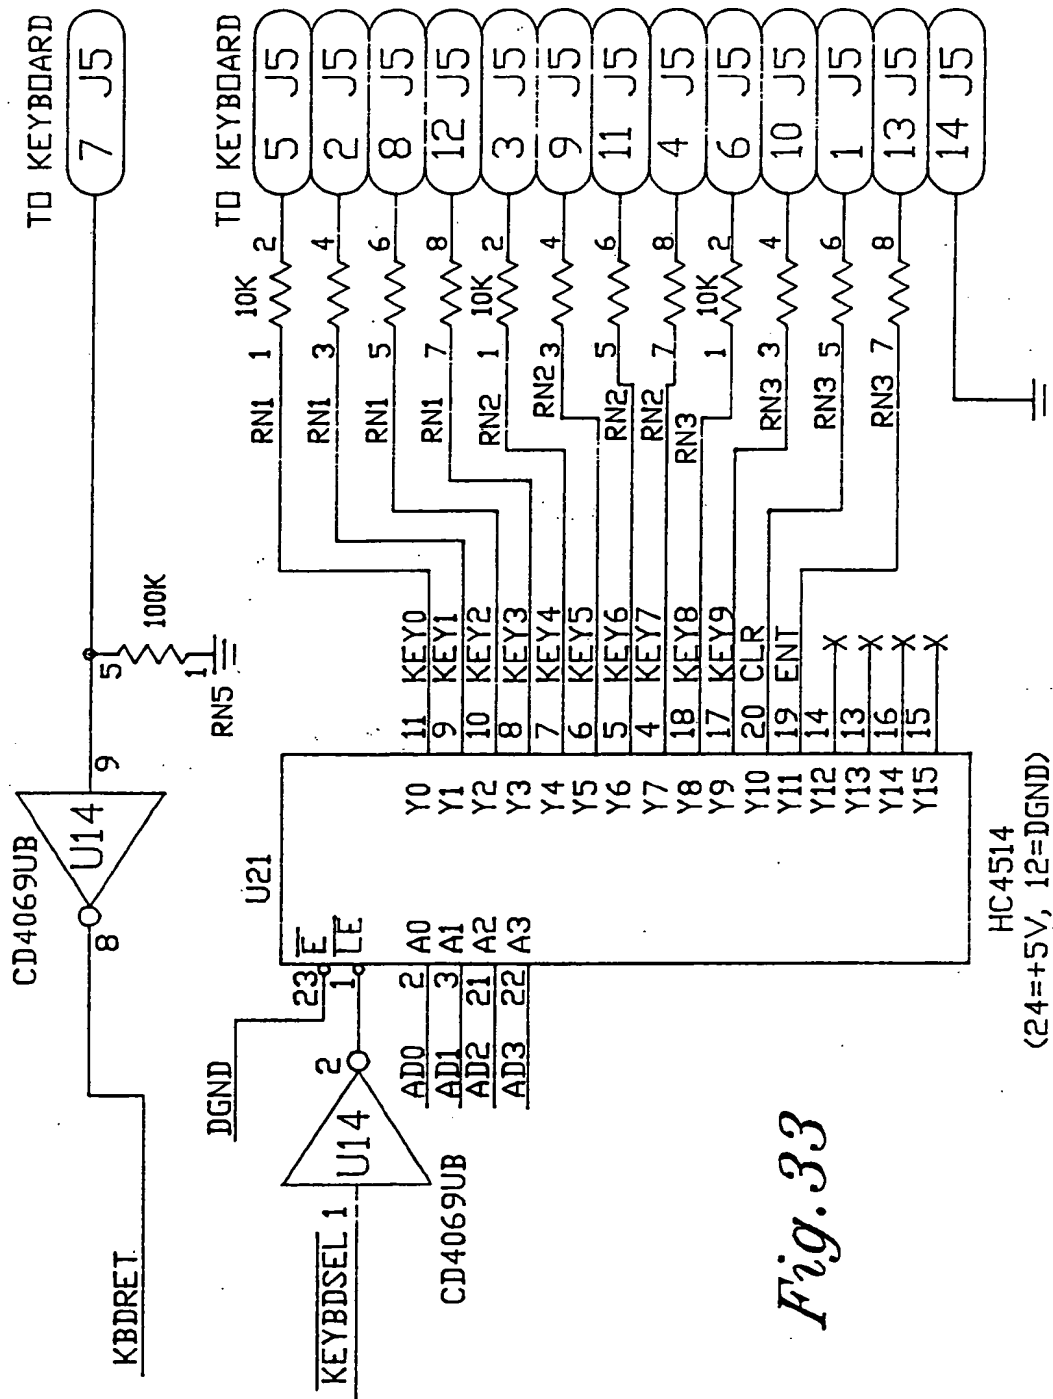 TO KEYBOARD
7 J5
5
100K
1
RN5
9
U14
CD4069UB
8
KBDRET
TO KEYBOARD
5 J5
2 J5
8 J5
12 J5
3 J5
9 J5
11 J5
4 J5
6 J5
10 J5
1 J5
13 J5
14 J5
2 10K 1 RN1
4 3 RN1
6 5 RN1
8 7 RN1
2 10K 1 RN2
4 3 RN2
6 5 RN2
8 7 RN2
2 10K 1 RN3
4 3 RN3
6 5 RN3
8 7 RN3
Y0 11 KEY0
Y1 9 KEY1
Y2 10 KEY2
Y3 8 KEY3
Y4 7 KEY4
Y5 6 KEY5
Y6 5 KEY6
Y7 4 KEY7
Y8 18 KEY8
Y9 17 KEY9
Y10 20 CLR
Y11 19 ENT
Y12 14
Y13 13
Y14 16
Y15 15
U21
DGND 23 E
1 LE
AD0 2 A0
AD1 3 A1
AD2 21 A2
AD3 22 A3
KEYBDSEL 1
U14
2
CD4069UB
HC4514
(24=+5V, 12=DGND)
Fig.33